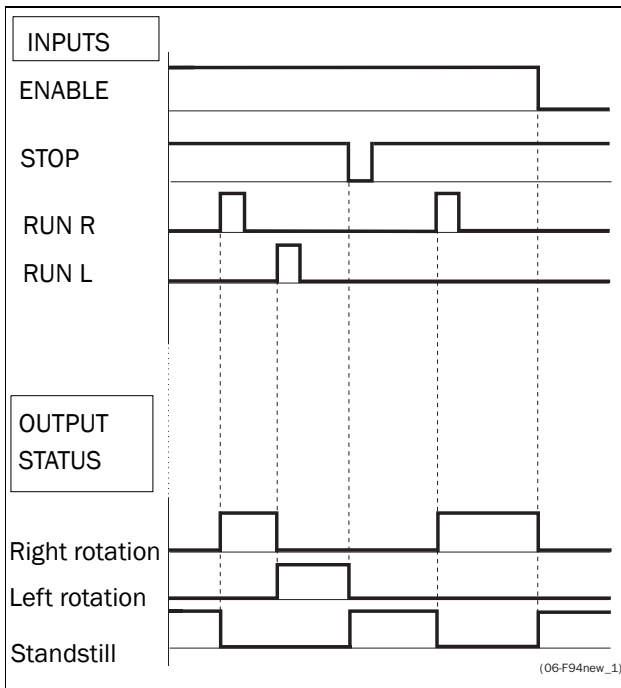 INPUTS
ENABLE
STOP
RUN R
RUN L
OUTPUT
STATUS
Right rotation
Left rotation
Standstill
(06-F94new_1)